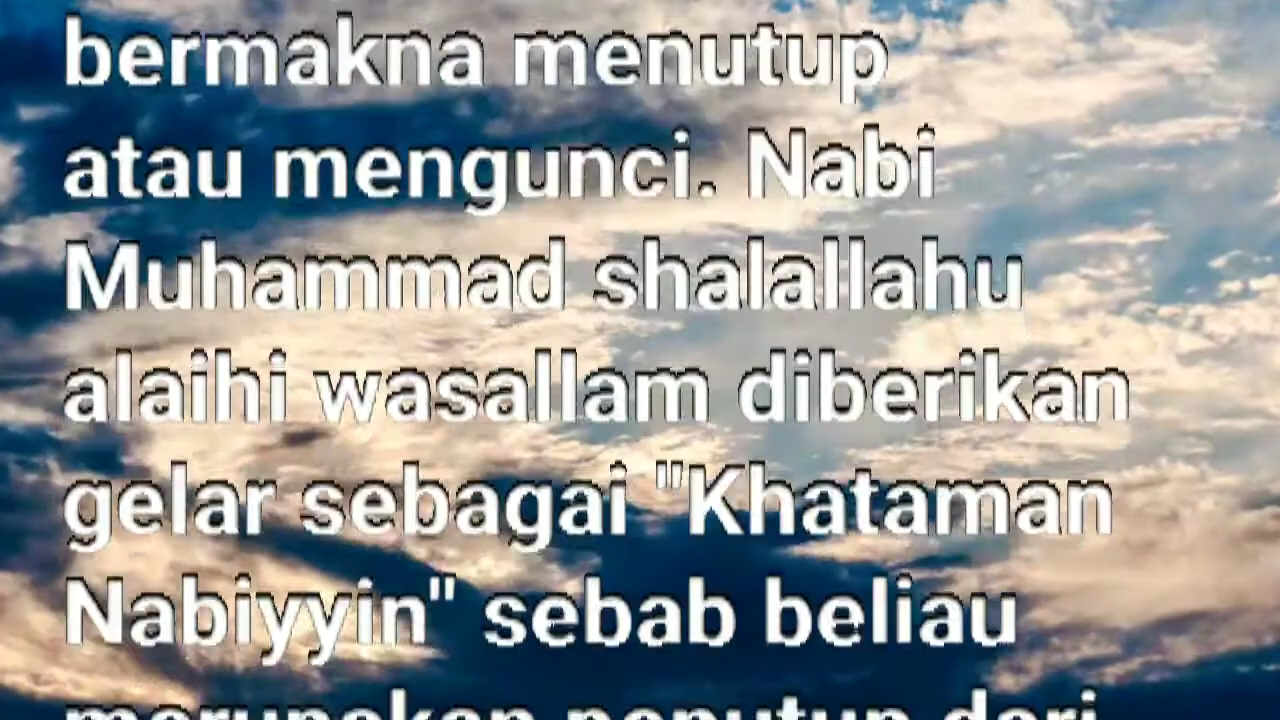 bermakna menutup
atau mengunci. Nabi
Muhammad shalallahu
alaihi wasallam diberikan
gelar sebagai "Khataman
Nabiyyin" sebab beliau
merupakan penutup dari